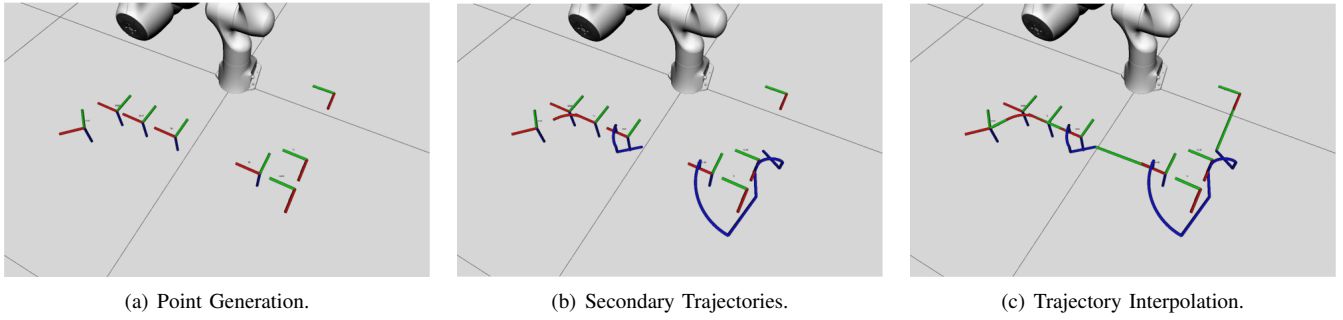 (a) Point Generation.
(b) Secondary Trajectories.
(c) Trajectory Interpolation.